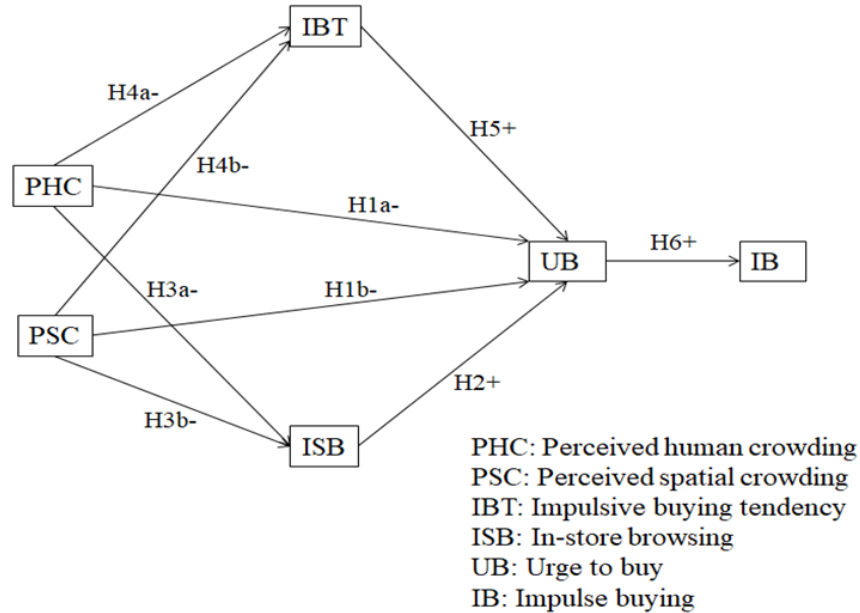 IBT
H4a-
H5+
H4b-
PHC
H1a-
H6+
UB
IB
H3a-
H1b-
PSC
H2+
H3b-
ISB
PHC: Perceived human crowding
PSC: Perceived spatial crowding
IBT: Impulsive buying tendency
ISB: In-store browsing
UB: Urge to buy
IB: Impulse buying